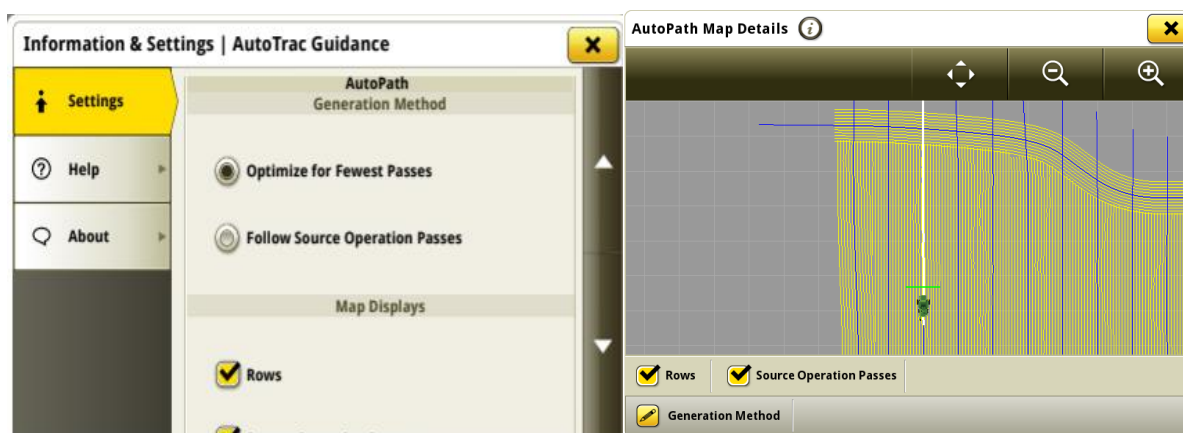 Information & Settings | AutoTrac Guidance
Settings
Help
About
AutoPath
Generation Method
Optimize for Fewest Passes
Follow Source Operation Passes
Map Displays
Rows
AutoPath Map Details
Rows
Source Operation Passes
Generation Method